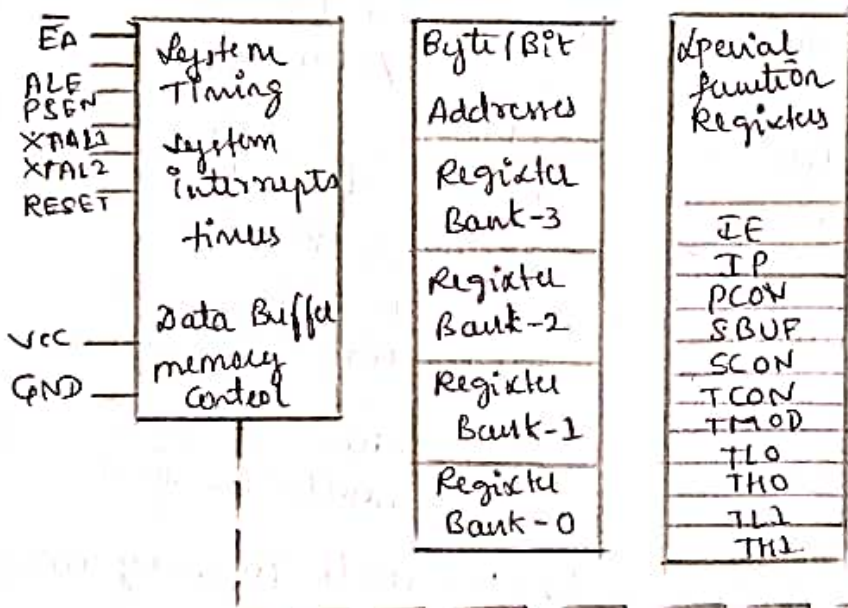 EA
ALE
PSEN
XTAL1
XTAL2
RESET
VCC
GND
System
Timing
System
interrupts
times
Data Buffer
memory
Control
Byte/Bit
Addresses
Register
Bank-3
Register
Bank-2
Register
Bank-1
Register
Bank-0
Special
function
Registers
IE
IP
PCON
SBUF
SCON
TCON
TMOD
TL0
TH0
TL1
TH1